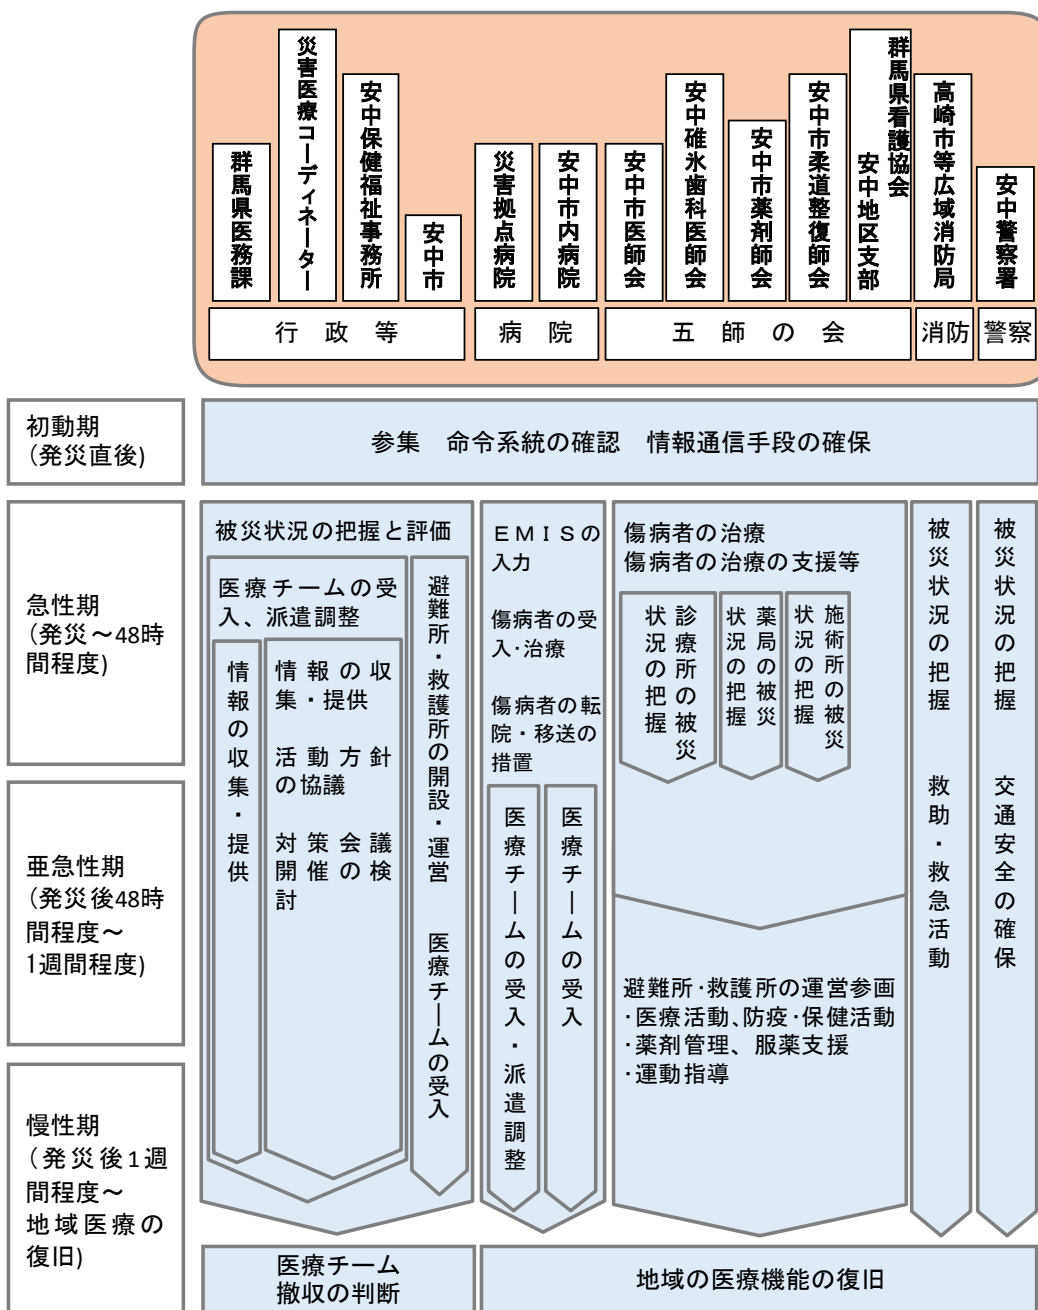 群馬県医務課
災害医療コーディネーター
安中保健福祉事務所
安中市
災害拠点病院
安中市内病院
安中市医師会
安中碓氷歯科医師会
安中市薬剤師会
安中市柔道整復師会
群馬県看護協会
安中地区支部
高崎市等広域消防局
安中警察署
行政等
病院
五師の会
消防
警察
初動期
(発災直後)
参集　命令系統の確認　情報通信手段の確保
急性期
(発災～48時
間程度)
亜急性期
(発災後48時
間程度～
1週間程度)
慢性期
(発災後1週
間程度～
地域医療の
復旧)
被災状況の把握と評価
医療チームの受
入、派遣調整
情報の収集・提供
情報の収
集・提供
活動方針
の協議
対策会議
開催の検
討
避難所・救護所の開設・運営　医療チームの受入
ＥＭＩＳの
入力
傷病者の受
入・治療
傷病者の転
院・移送の
措置
医療チームの受入・派遣調整
医療チームの受入
傷病者の治療
傷病者の治療の支援等
診療所の被災
状況の把握
薬局の被災
状況の把握
施術所の被災
状況の把握
避難所・救護所の運営参画
・医療活動、防疫・保健活動
・薬剤管理、服薬支援
・運動指導
被災状況の把握　救助・救急活動
被災状況の把握　交通安全の確保
医療チーム
撤収の判断
地域の医療機能の復旧